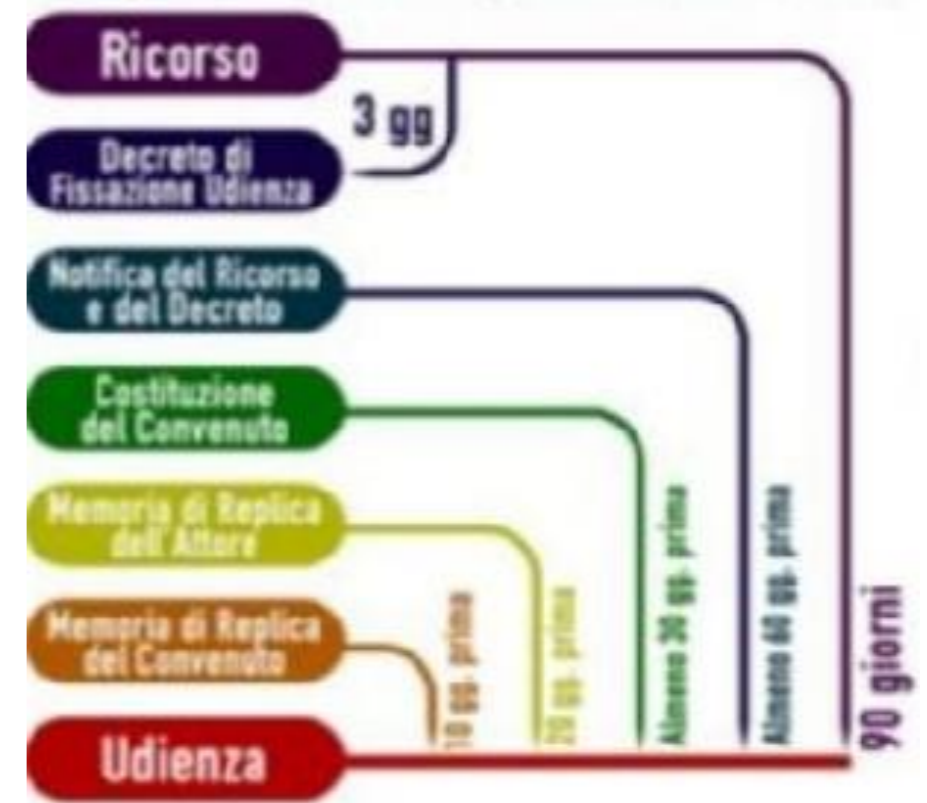 Ricorso
3 gg
Decreto di
Fissazione Udienza
Notifica del Ricorso
e del Decreto
Costituzione
del Convenuto
Memoria di Replica
dell'Attore
Memoria di Replica
del Convenuto
Udienza
10 gg. prima
20 gg. prima
Almeno 30 gg. prima
Almeno 60 gg. prima
90 giorni